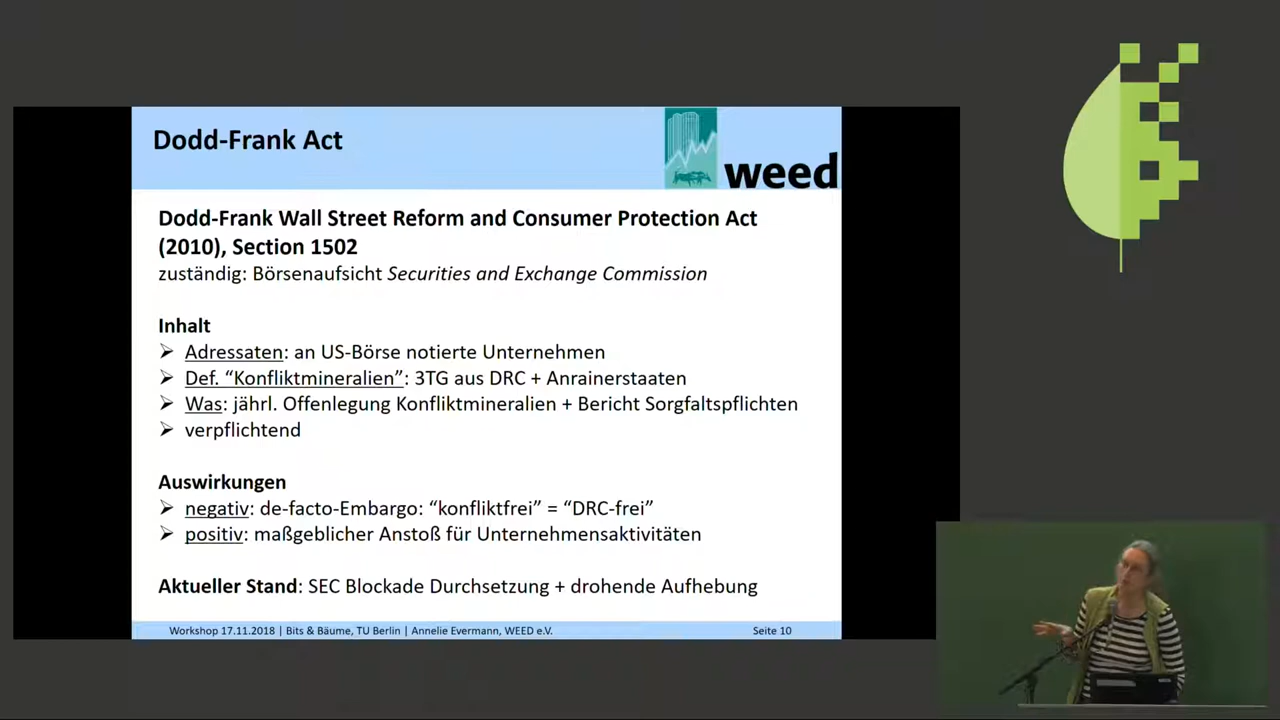 Dodd-Frank Act
weed
Dodd-Frank Wall Street Reform and Consumer Protection Act
(2010), Section 1502
zuständig: Börsenaufsicht Securities and Exchange Commission
Inhalt
➢ Adressaten: an US-Börse notierte Unternehmen
➢ Def. “Konfliktmineralien”: 3TG aus DRC + Anrainerstaaten
➢ Was: jährl. Offenlegung Konfliktmineralien + Bericht Sorgfaltspflichten
➢ verpflichtend
Auswirkungen
➢ negativ: de-facto-Embargo: “konfliktfrei” = “DRC-frei”
➢ positiv: maßgeblicher Anstoß für Unternehmensaktivitäten
Aktueller Stand: SEC Blockade Durchsetzung + drohende Aufhebung
Workshop 17.11.2018 | Bits & Bäume, TU Berlin | Annelie Evermann, WEED e.V.
Seite 10